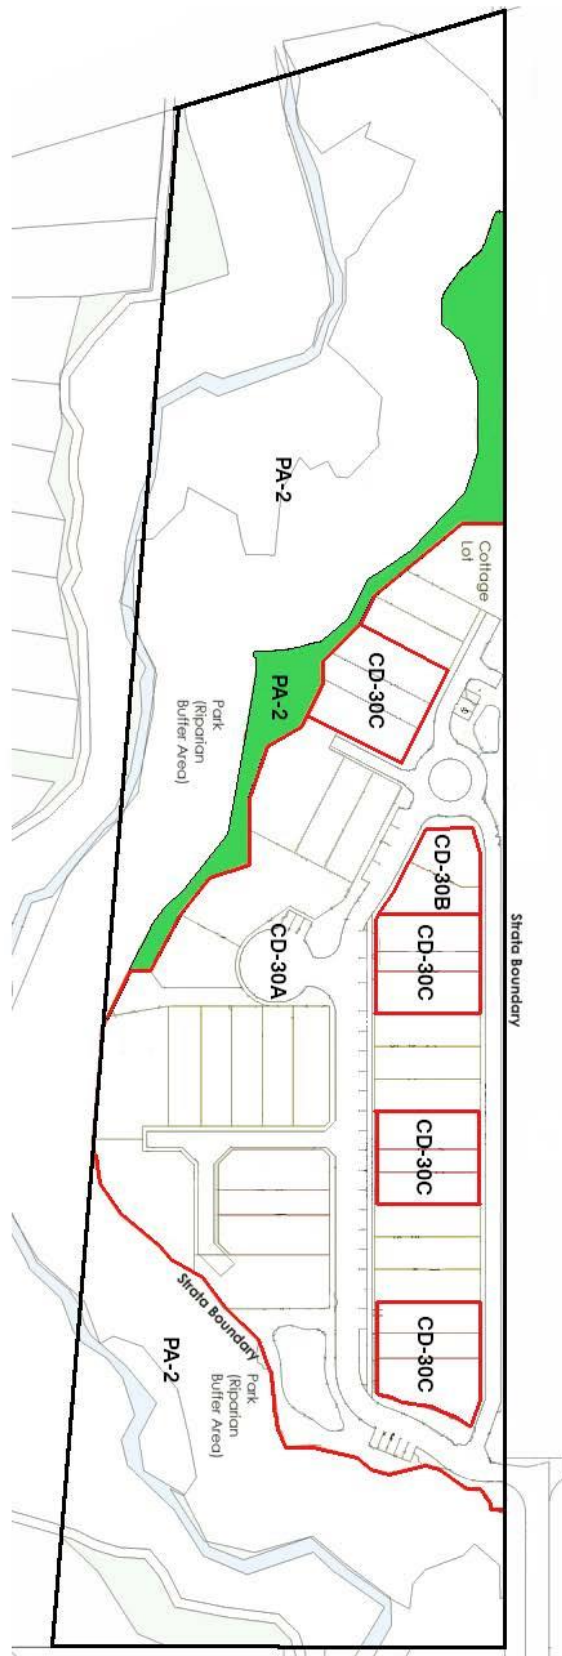 PA-2
Cottage
Lot
CD-30C
PA-2
Park
(Riparian
Buffer Area)
CD-30B
CD-30C
Strata Boundary
CD-30A
CD-30C
Strata Boundary
CD-30C
PA-2
Park
(Riparian
Buffer Area)